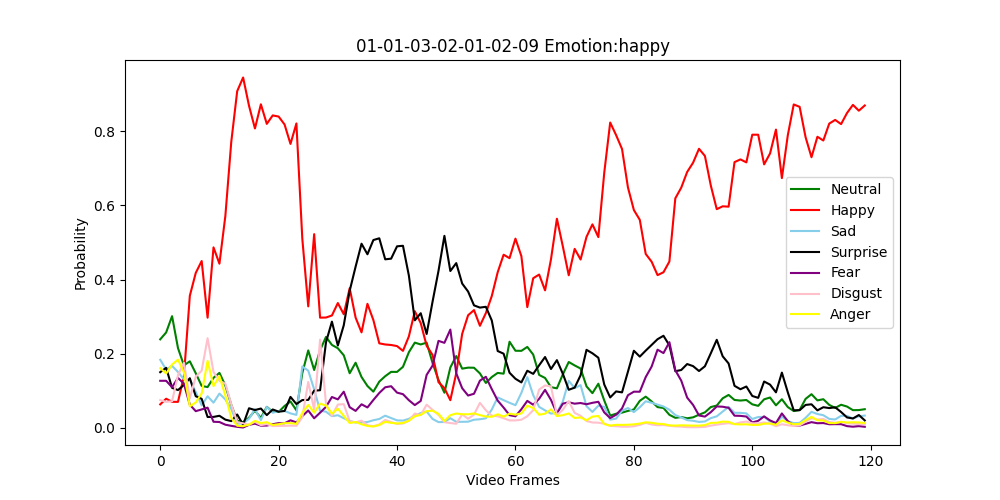 01-01-03-02-01-02-09 Emotion:happy
Probability
0.8
0.6
0.4
0.2
0.0
Neutral
Happy
Sad
Surprise
Fear
Disgust
Anger
0 20 40 60 80 100 120
Video Frames